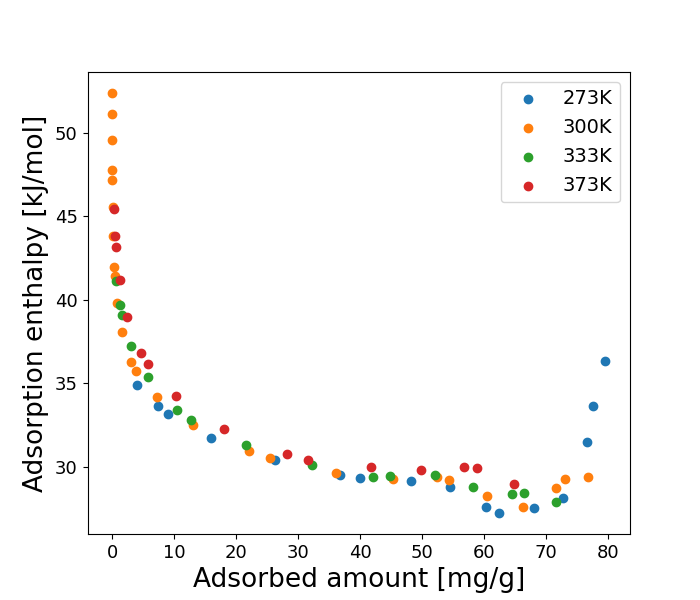 273K
300K
333K
373K
50
45
40
35
30
Adsorption enthalpy [kJ/mol]
0 10 20 30 40 50 60 70 80
Adsorbed amount [mg/g]